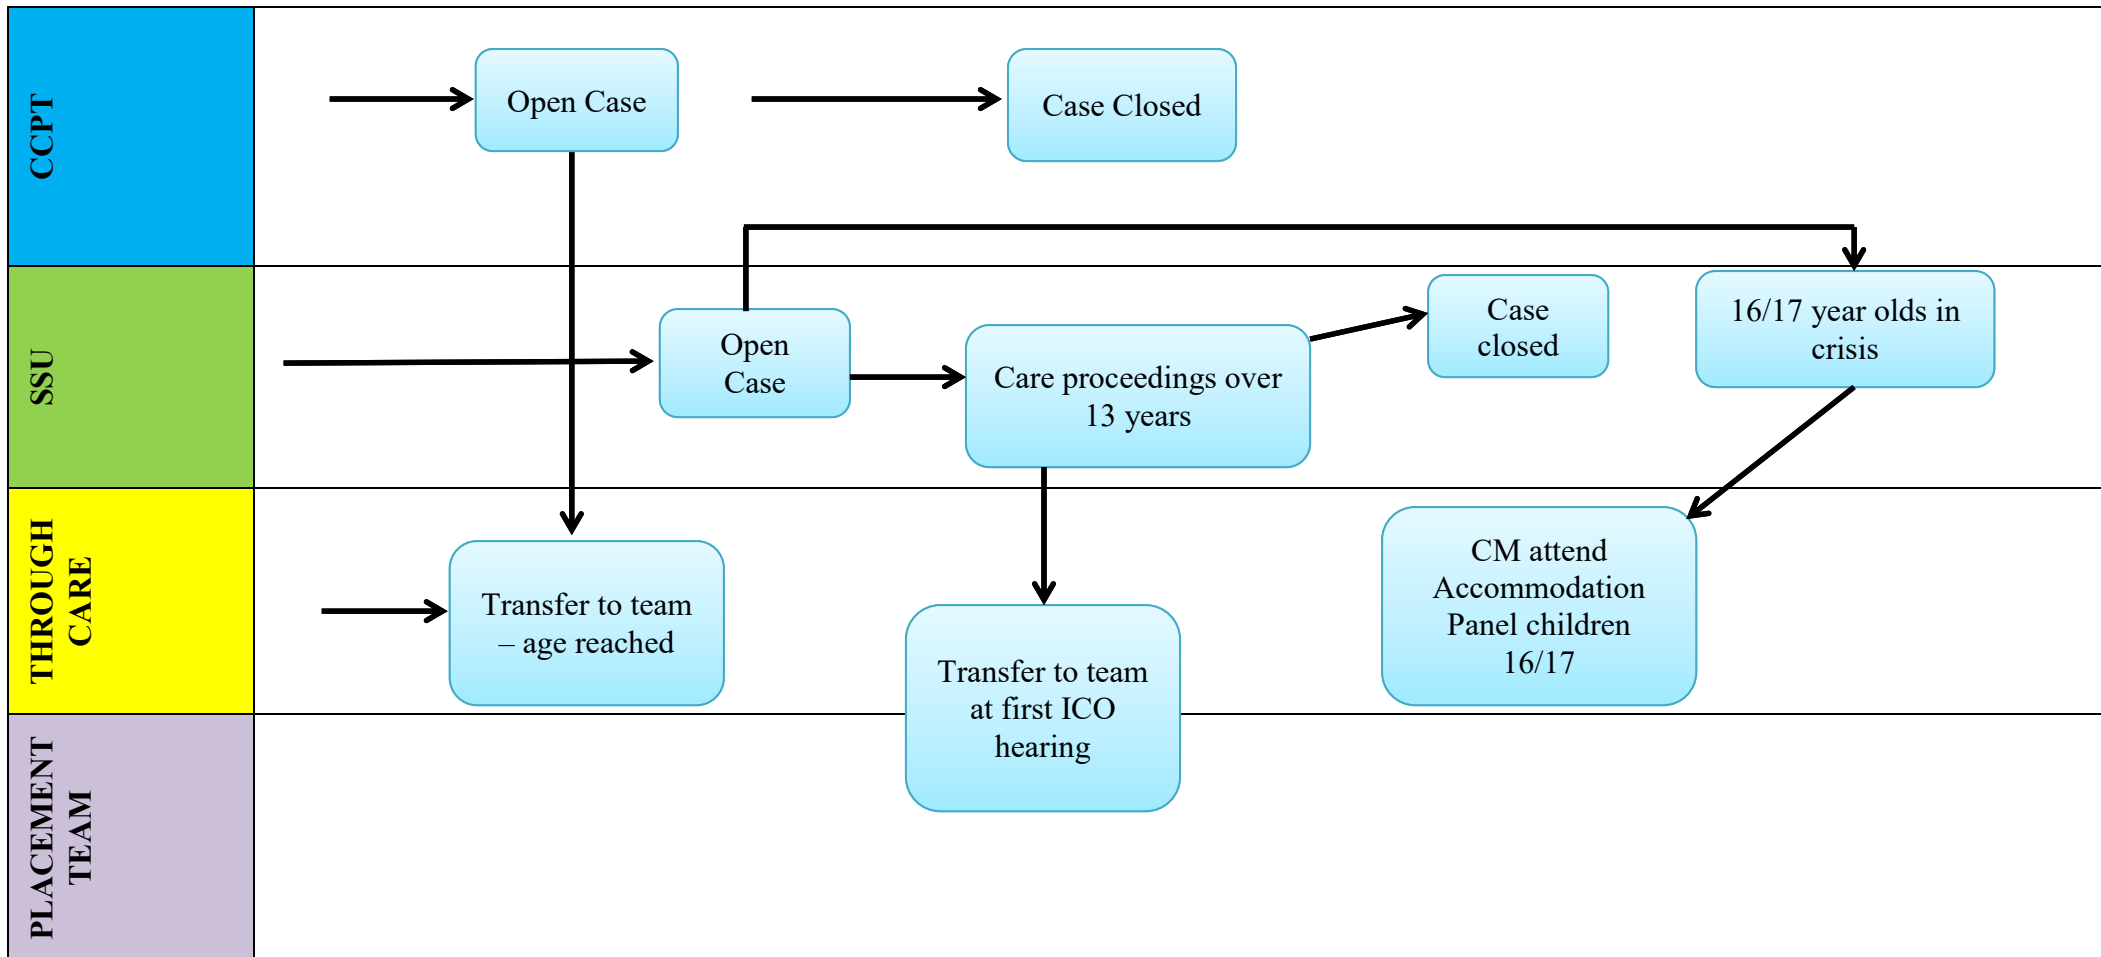 CCPT
Open Case
Case Closed
SSU
Open
Case
Care proceedings over
13 years
Case
closed
16/17 year olds in
crisis
THROUGH
CARE
Transfer to team
– age reached
Transfer to team
at first ICO
hearing
CM attend
Accommodation
Panel children
16/17
PLACEMENT
TEAM